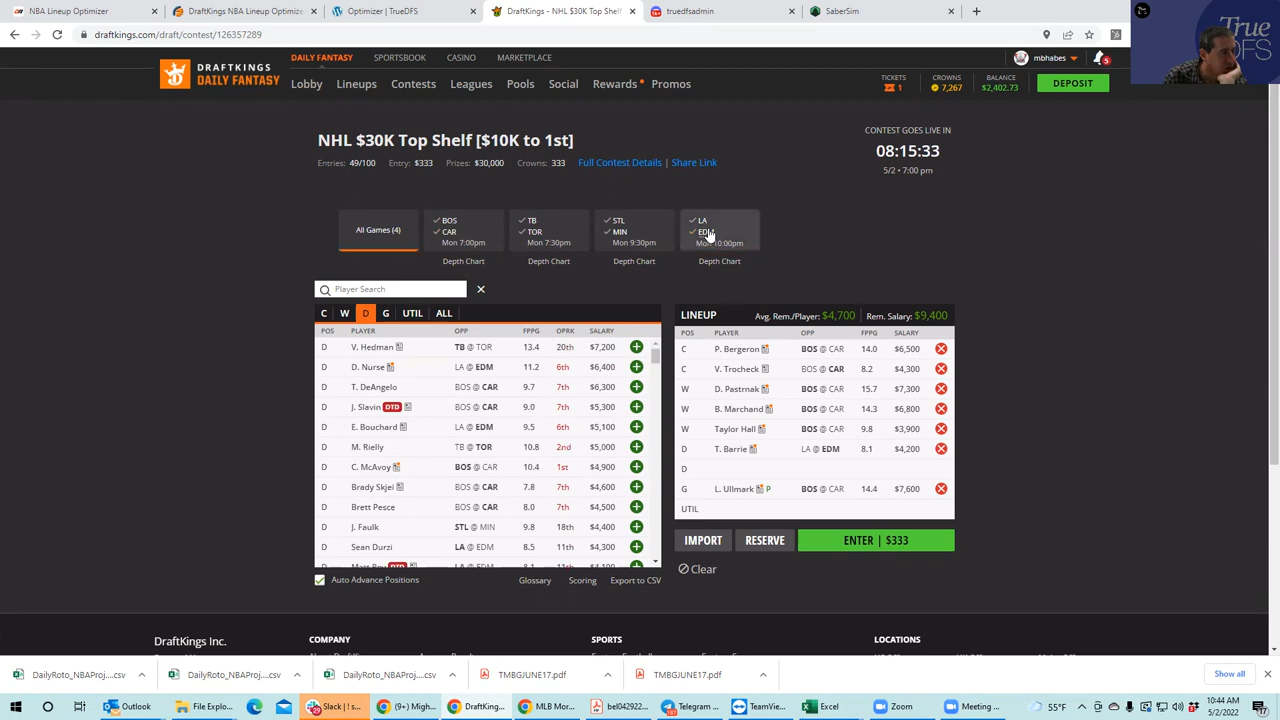 NBA Lineup Optimizer
DraftKings NBA Lineup Optimize
Optimizer | TrueDFS
DraftKings - NHL $30K Top Shelf
truedfsadmin
SaberSim
draftkings.com/draft/contest/126357289
True
DFS
DRAFTKINGS
DAILY FANTASY
DAILY FANTASY SPORTSBOOK CASINO MARKETPLACE
mbhabes
5
Lobby Lineups Contests Leagues Pools Social Rewards Promos
TICKETS CROWNS BALANCE
1 7,267 $2,402.73
DEPOSIT
NHL $30K Top Shelf [$10K to 1st]
Entries: 49/100 Entry: $333 Prizes: $30,000 Crowns: 333 Full Contest Details | Share Link
CONTEST GOES LIVE IN
08:15:33
5/2 • 7:00 pm
All Games (4)
BOS
CAR
Mon 7:00pm
Depth Chart
TB
TOR
Mon 7:30pm
Depth Chart
STL
MIN
Mon 9:30pm
Depth Chart
LA
EDM
Mon 10:00pm
Depth Chart
Player Search
C W D G UTIL ALL
POS PLAYER OPP FPPG OPRK SALARY
D V. Hedman TB @ TOR 13.4 20th $7,200
D D. Nurse LA @ EDM 11.2 6th $6,400
D T. DeAngelo BOS @ CAR 9.7 7th $6,300
D J. Slavin DTD BOS @ CAR 9.0 7th $5,300
D E. Bouchard LA @ EDM 9.5 6th $5,100
D M. Rielly TB @ TOR 10.8 2nd $5,000
D C. McAvoy BOS @ CAR 10.4 1st $4,900
D Brady Skjei BOS @ CAR 7.8 7th $4,600
D Brett Pesce BOS @ CAR 8.0 7th $4,500
D J. Faulk STL @ MIN 9.8 18th $4,400
D Sean Durzi LA @ EDM 8.5 11th $4,300
Auto Advance Positions Glossary Scoring Export to CSV
LINEUP Avg. Rem./Player: $4,700 Rem. Salary: $9,400
POS PLAYER OPP FPPG SALARY
C P. Bergeron BOS @ CAR 14.0 $6,500
C V. Trocheck BOS @ CAR 8.2 $4,300
W D. Pastrnak BOS @ CAR 15.7 $7,300
W B. Marchand BOS @ CAR 14.3 $6,800
W Taylor Hall BOS @ CAR 9.8 $3,900
D T. Barrie LA @ EDM 8.1 $4,200
D
G L. Ullmark P BOS @ CAR 14.4 $7,600
UTIL
IMPORT RESERVE ENTER | $333
Clear
DraftKings Inc. COMPANY SPORTS LOCATIONS
DailyRoto_NBAProj....csv
DailyRoto_NBAProj....csv
DailyRoto_NBAProj....csv
TMBGJUNE17.pdf
TMBGJUNE17.pdf
Show all
Outlook
File Explo...
Slack | ! s...
(9+) Migh...
DraftKing...
MLB Mor...
bel042922...
Telegram ...
TeamVie...
Excel
Zoom
Meeting ...
55°F
10:44 AM
5/2/2022